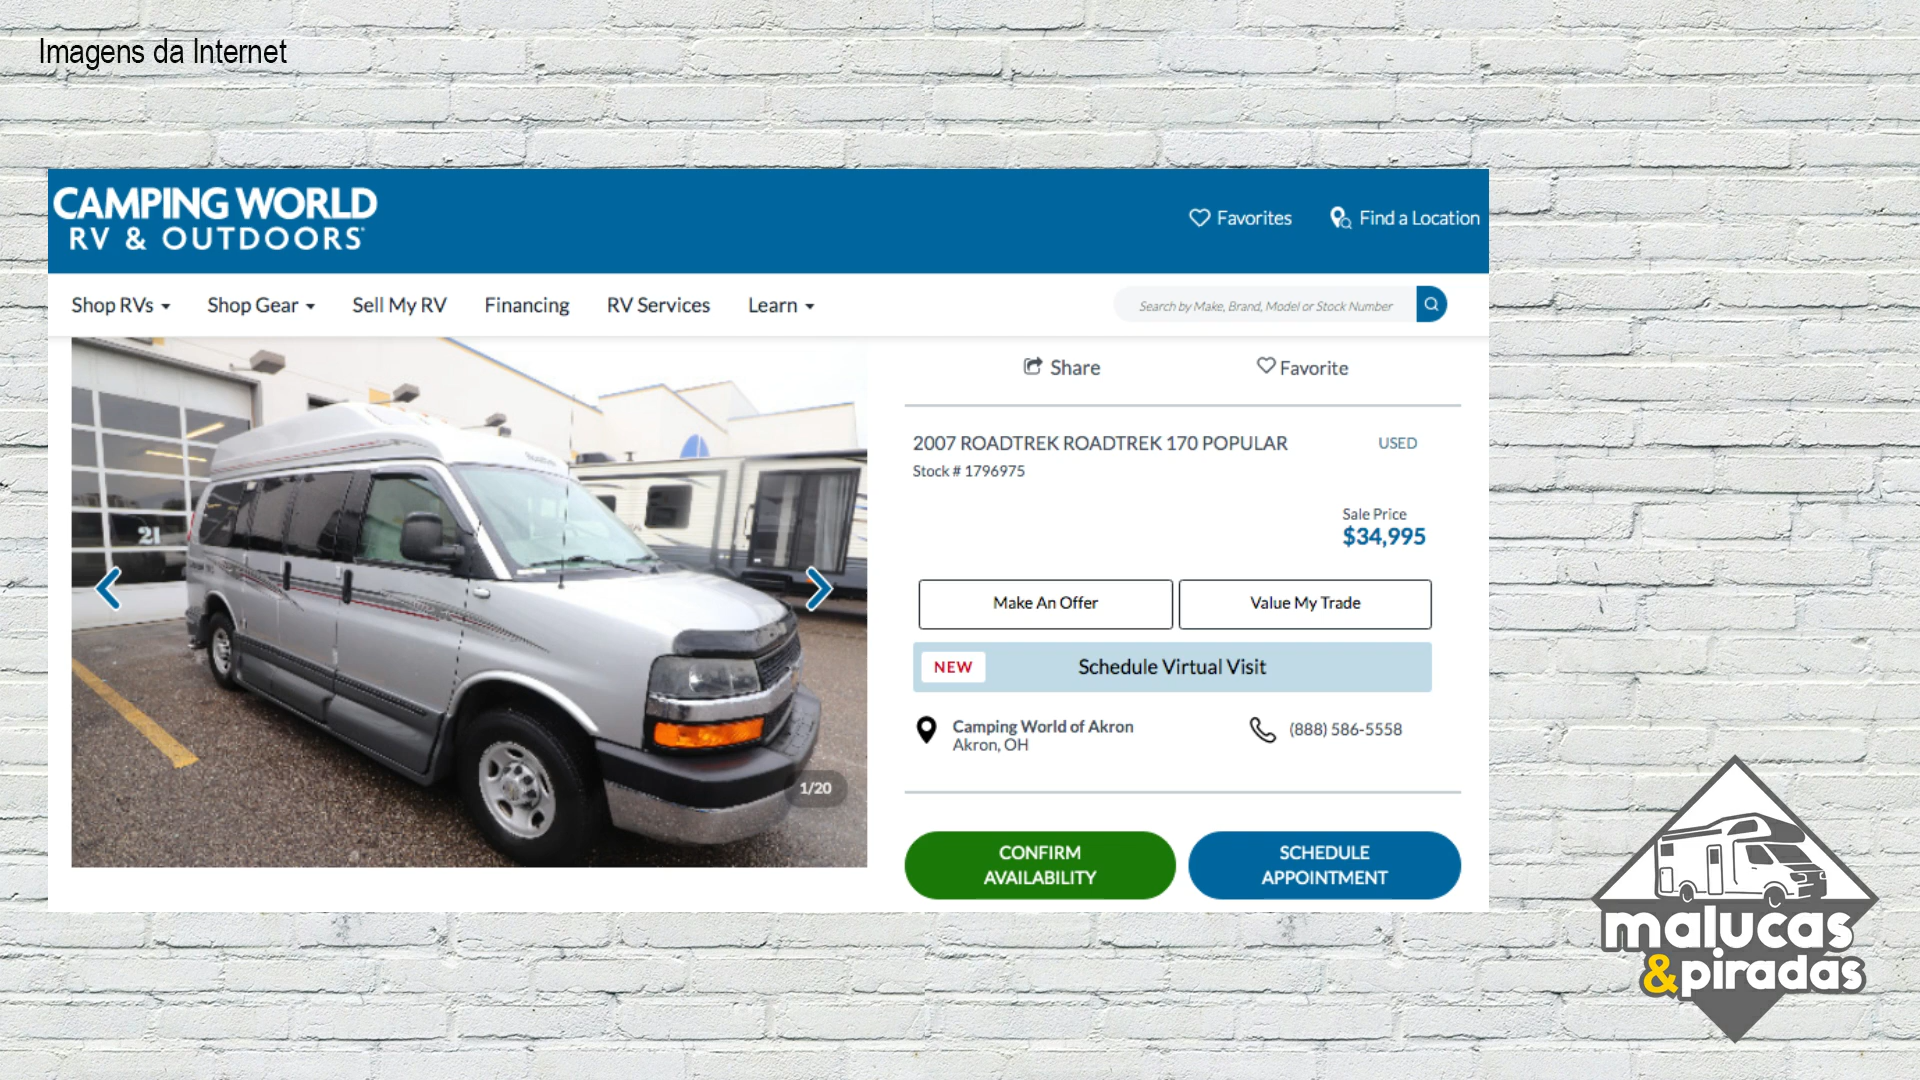 Imagens da Internet
CAMPING WORLD
RV & OUTDOORS
Favorites
Find a Location
Shop RVs
Shop Gear
Sell My RV
Financing
RV Services
Learn
Search by Make, Brand, Model or Stock Number
21
1/20
Share
Favorite
2007 ROADTREK ROADTREK 170 POPULAR
USED
Stock # 1796975
Sale Price
$34,995
Make An Offer
Value My Trade
NEW
Schedule Virtual Visit
Camping World of Akron
Akron, OH
(888) 586-5558
CONFIRM
AVAILABILITY
SCHEDULE
APPOINTMENT
malucas
&piradas